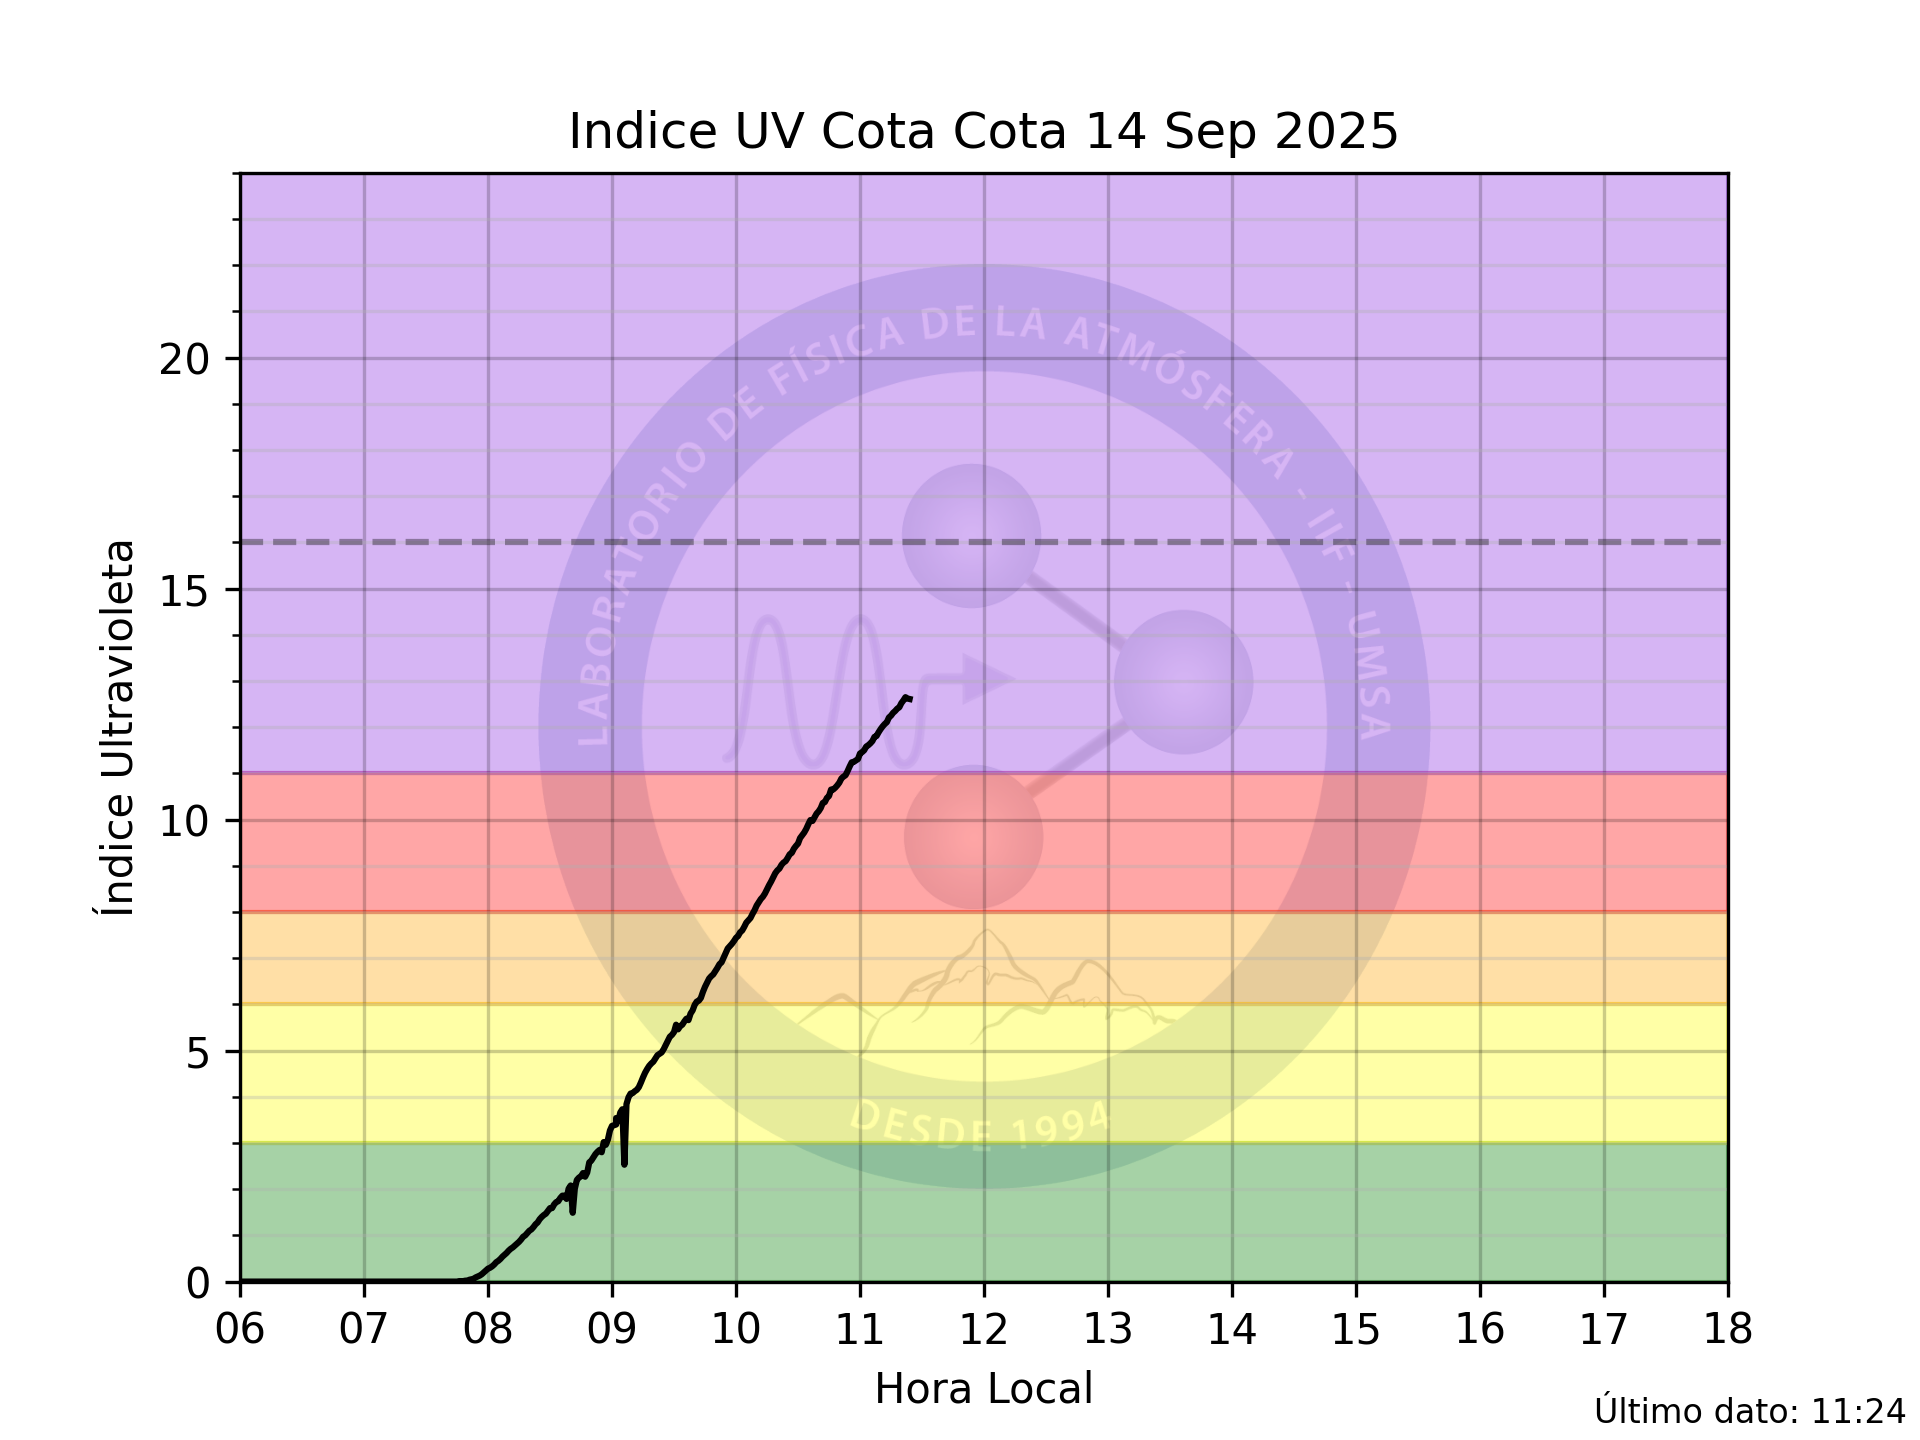 Indice UV Cota Cota 14 Sep 2025
LABORATORIO DE FÍSICA DE LA ATMÓSFERA - IIF - UMSA
DESDE 1994
Índice Ultravioleta
20
15
10
5
0
06 07 08 09 10 11 12 13 14 15 16 17 18
Hora Local
Último dato: 11:24